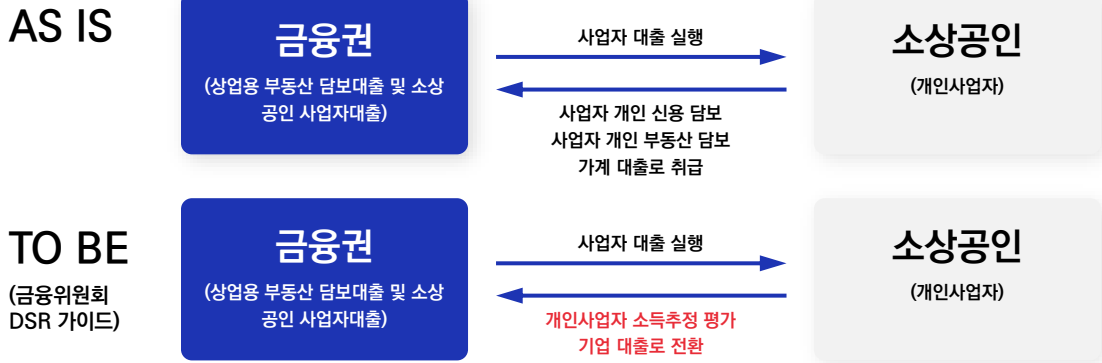 AS IS
금융권
(상업용 부동산 담보대출 및 소상
공인 사업자대출)
사업자 대출 실행
사업자 개인 신용 담보
사업자 개인 부동산 담보
가계 대출로 취급
소상공인
(개인사업자)
TO BE
(금융위원회
DSR 가이드)
금융권
(상업용 부동산 담보대출 및 소상
공인 사업자대출)
사업자 대출 실행
개인사업자 소득추정 평가
기업 대출로 전환
소상공인
(개인사업자)